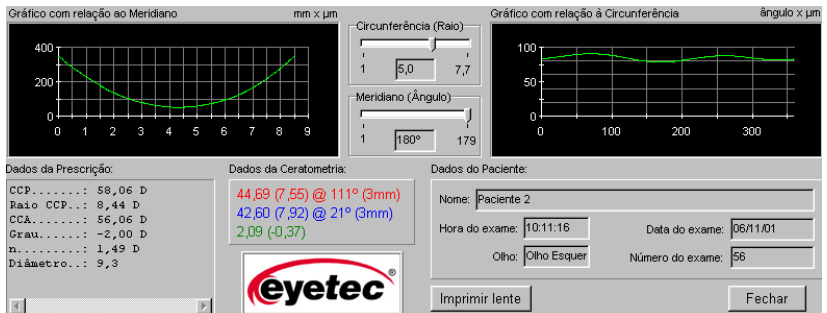 Gráfico com relação ao Meridiano mm x µm
400
200
0
0 1 2 3 4 5 6 7 8 9
Circunferência (Raio)
1 5,0 7,7
Meridiano (Ângulo)
1 180º 179
Gráfico com relação à Circunferência ângulo x µm
100
50
0
0 100 200 300
Dados da Prescrição:
CCP.......: 58,06 D
Raio CCP..: 8,44 D
CCA.......: 56,06 D
Grau......: -2,00 D
n.........: 1,49 D
Diâmetro..: 9,3
Dados da Ceratometria:
44,69 (7,55) @ 111º (3mm)
42,60 (7,92) @ 21º (3mm)
2,09 (-0,37)
eyetec®
Dados do Paciente:
Nome: Paciente 2
Hora do exame: 10:11:16 Data do exame: 06/11/01
Olho: Olho Esquer Número do exame: 56
Imprimir lente Fechar